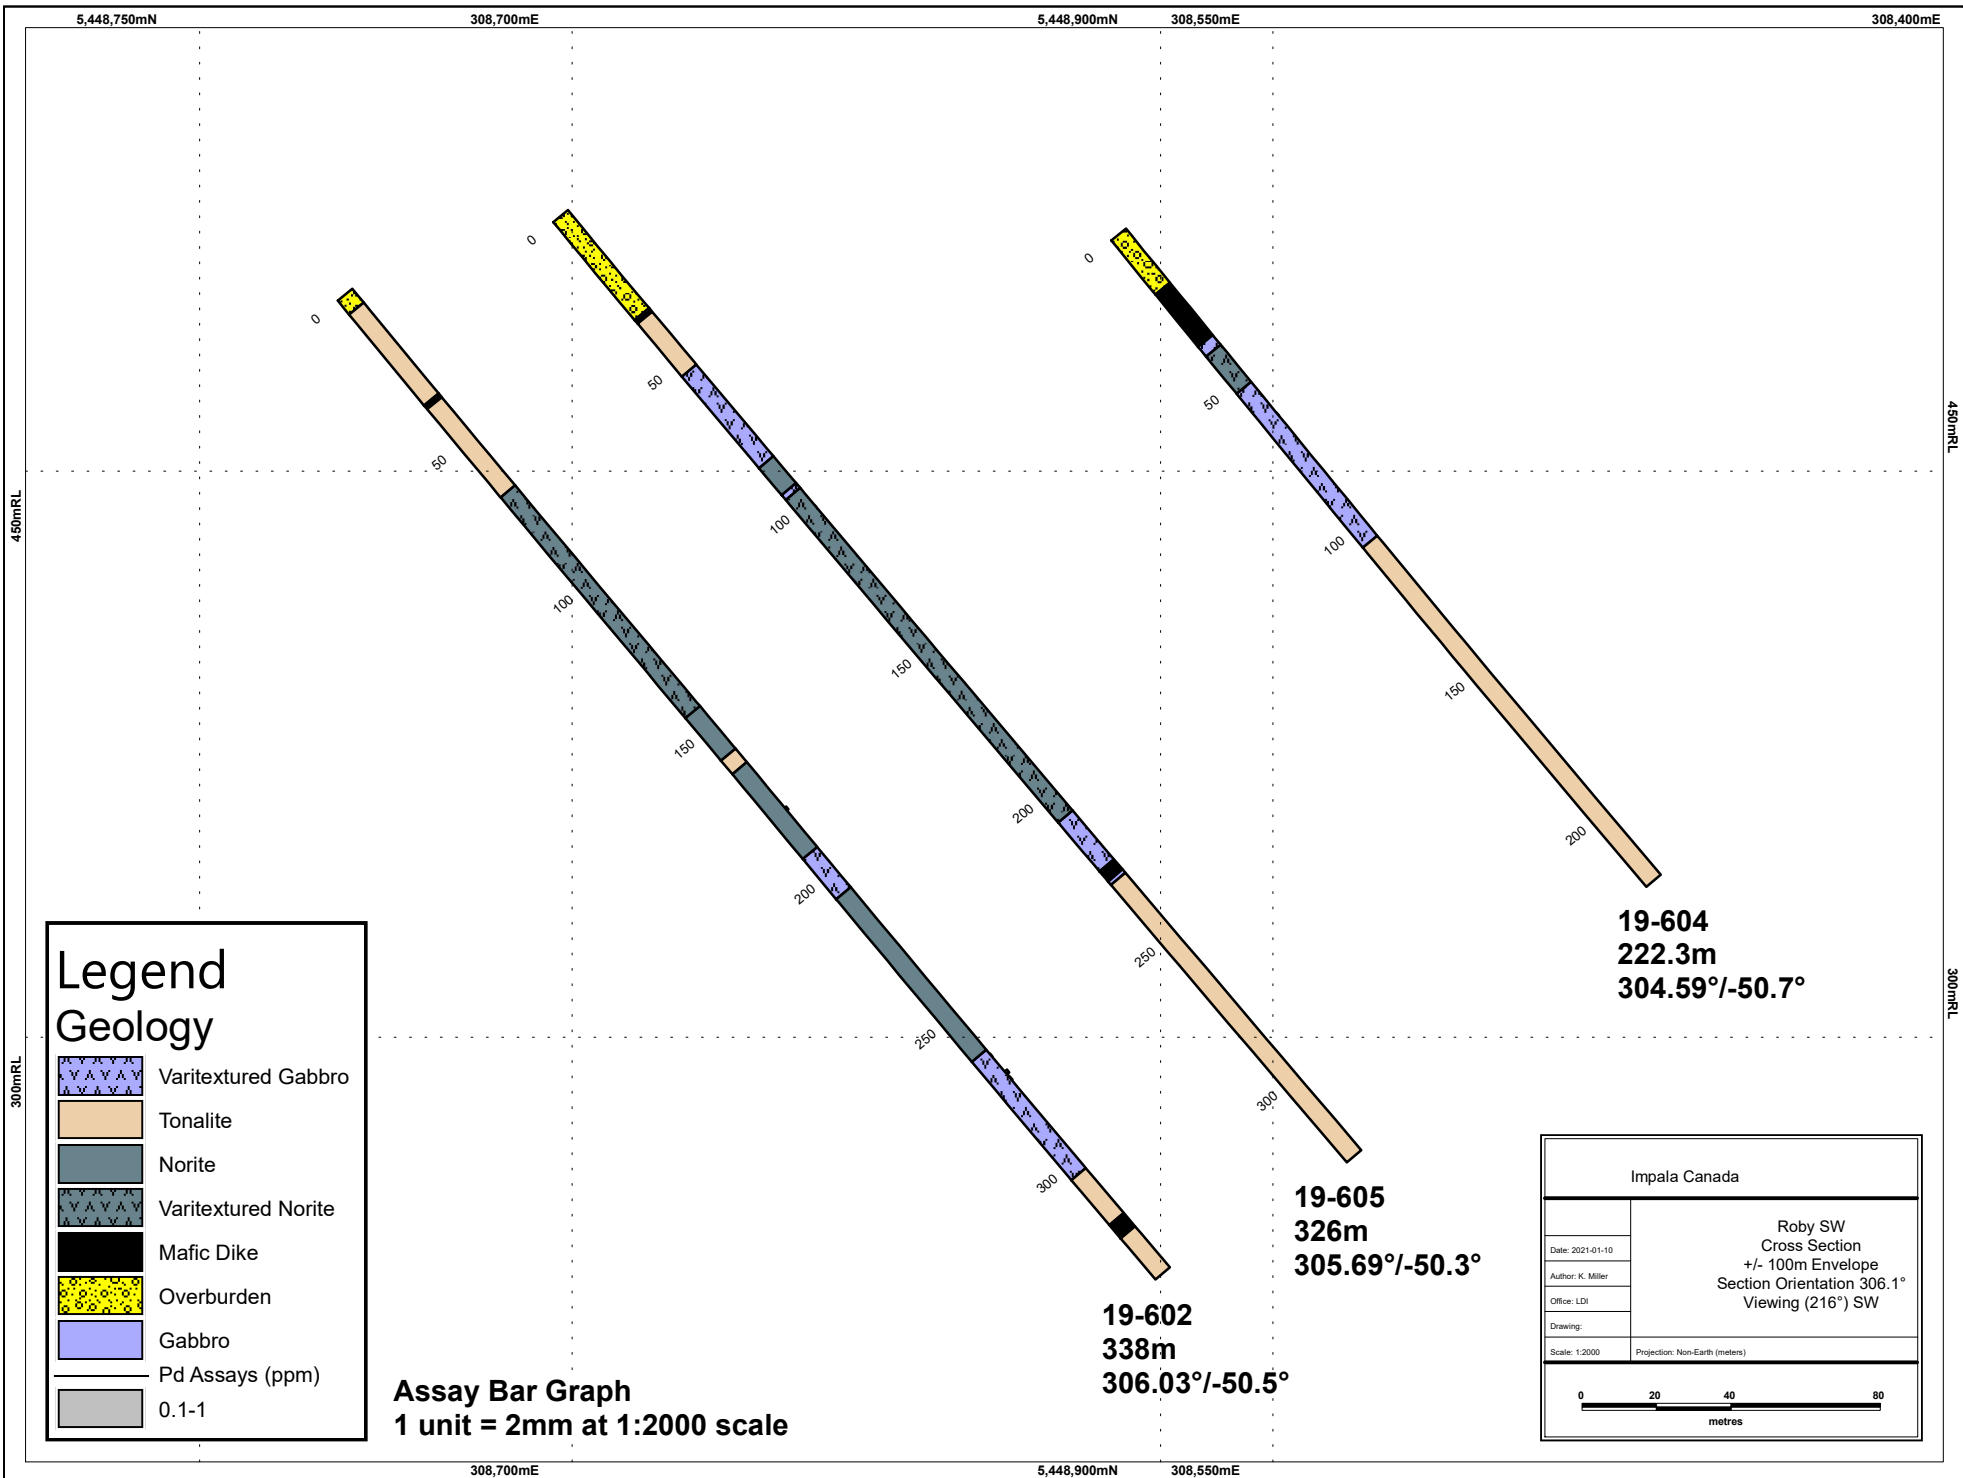 5,448,750mN 308,700mE 5,448,900mN 308,550mE 308,400mE
0
0
0
50
50
50
450mRL
450mRL
100
100
100
150
150
150
200
200
200
250
250
300
300
300mRL
300mRL
19-604
222.3m
304.59°/-50.7°
19-605
326m
305.69°/-50.3°
19-602
338m
306.03°/-50.5°
Legend
Geology
Varitextured Gabbro
Tonalite
Norite
Varitextured Norite
Mafic Dike
Overburden
Gabbro
Pd Assays (ppm)
0.1-1
Assay Bar Graph
1 unit = 2mm at 1:2000 scale
Impala Canada
Roby SW
Cross Section
+/- 100m Envelope
Section Orientation 306.1°
Viewing (216°) SW
Date: 2021-01-10
Author: K. Miller
Office: LDI
Drawing:
Scale: 1:2000
Projection: Non-Earth (meters)
0 20 40 80
metres
308,700mE 5,448,900mN 308,550mE